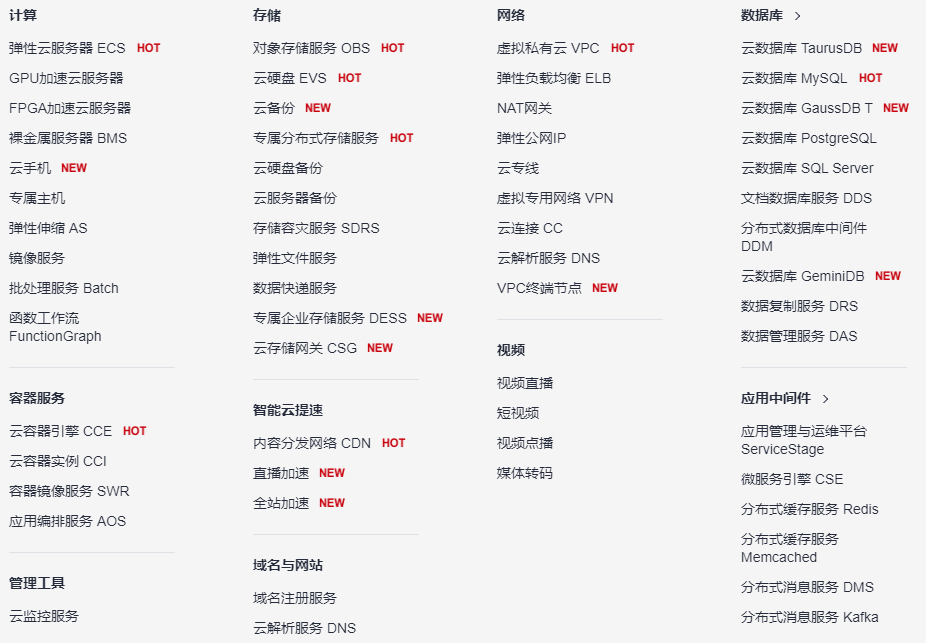 计算
弹性云服务器 ECS HOT
GPU加速云服务器
FPGA加速云服务器
裸金属服务器 BMS
云手机 NEW
专属主机
弹性伸缩 AS
镜像服务
批处理服务 Batch
函数工作流
FunctionGraph
容器服务
云容器引擎 CCE HOT
云容器实例 CCI
容器镜像服务 SWR
应用编排服务 AOS
管理工具
云监控服务
存储
对象存储服务 OBS HOT
云硬盘 EVS HOT
云备份 NEW
专属分布式存储服务 HOT
云硬盘备份
云服务器备份
存储容灾服务 SDRS
弹性文件服务
数据快递服务
专属企业存储服务 DESS NEW
云存储网关 CSG NEW
智能云提速
内容分发网络 CDN HOT
直播加速 NEW
全站加速 NEW
域名与网站
域名注册服务
云解析服务 DNS
网络
虚拟私有云 VPC HOT
弹性负载均衡 ELB
NAT网关
弹性公网IP
云专线
虚拟专用网络 VPN
云连接 CC
云解析服务 DNS
VPC终端节点 NEW
视频
视频直播
短视频
视频点播
媒体转码
数据库 >
云数据库 TaurusDB NEW
云数据库 MySQL HOT
云数据库 GaussDB T NEW
云数据库 PostgreSQL
云数据库 SQL Server
文档数据库服务 DDS
分布式数据库中间件
DDM
云数据库 GeminiDB NEW
数据复制服务 DRS
数据管理服务 DAS
应用中间件 >
应用管理与运维平台
ServiceStage
微服务引擎 CSE
分布式缓存服务 Redis
分布式缓存服务
Memcached
分布式消息服务 DMS
分布式消息服务 Kafka